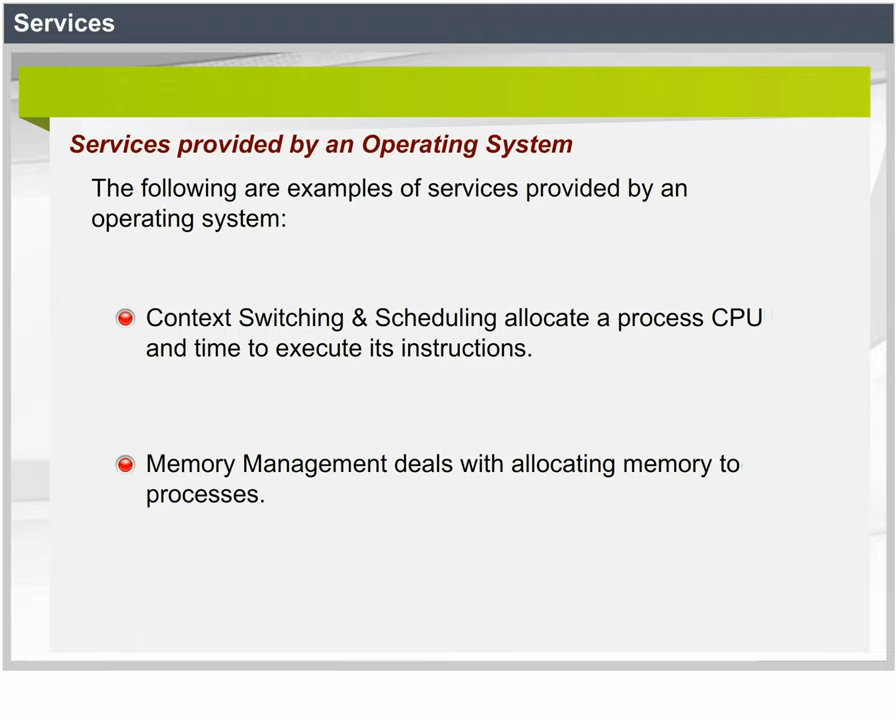 Services
Services provided by an Operating System
The following are examples of services provided by an
operating system:
Context Switching & Scheduling allocate a process CPU
and time to execute its instructions.
Memory Management deals with allocating memory to
processes.